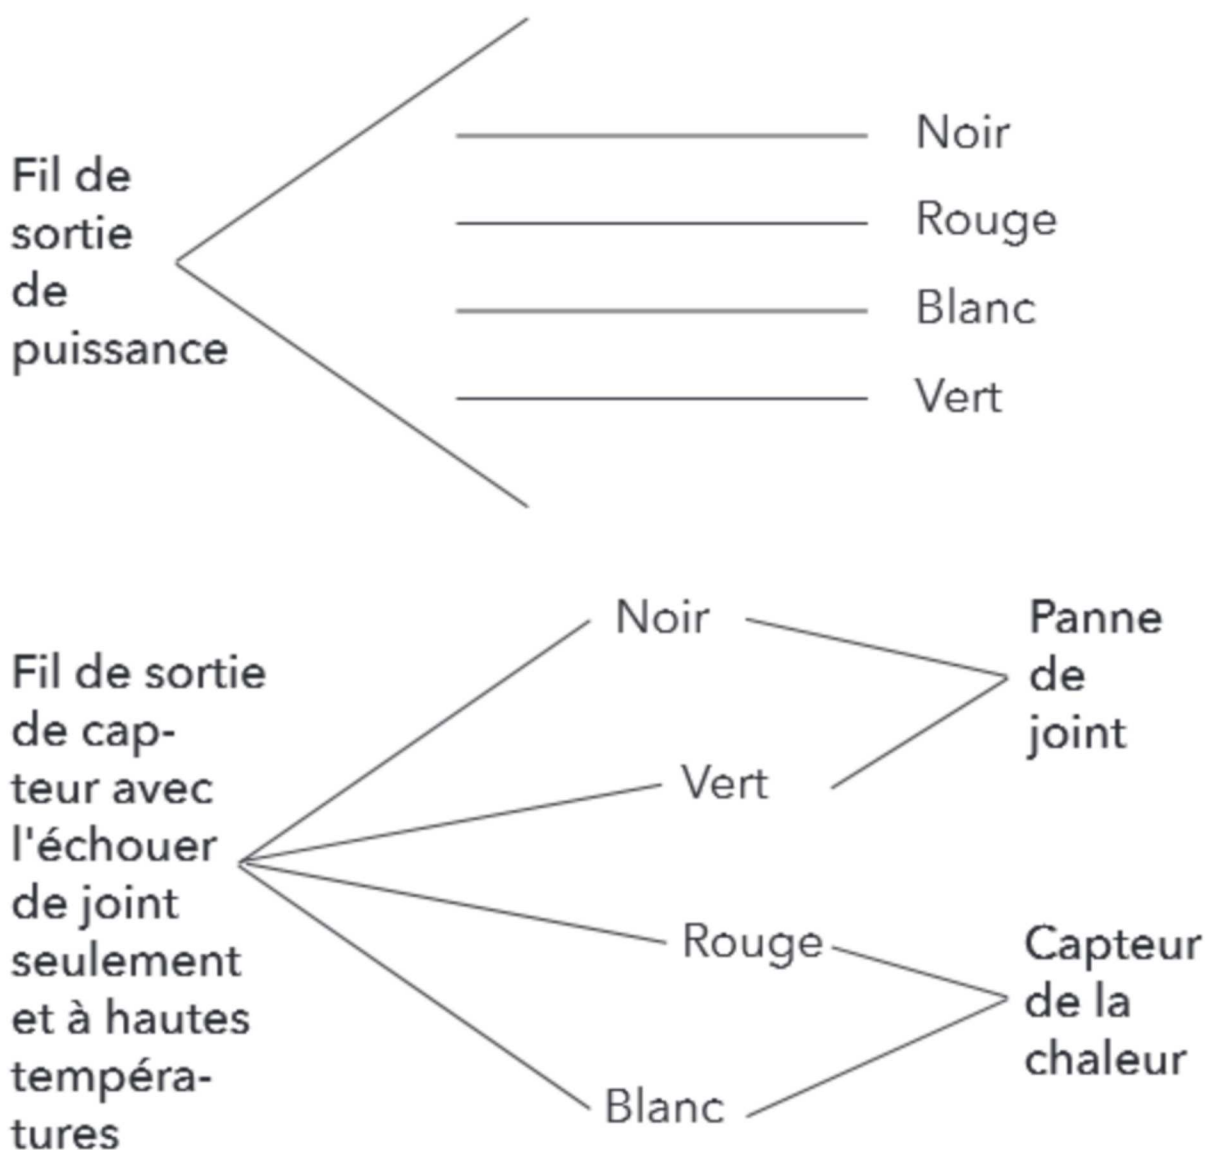 Fil de
sortie
de
puissance
Noir
Rouge
Blanc
Vert
Fil de sortie
de cap-
teur avec
l'échouer
de joint
seulement
et à hautes
tempéra-
tures
Noir
Vert
Rouge
Blanc
Panne
de
joint
Capteur
de la
chaleur